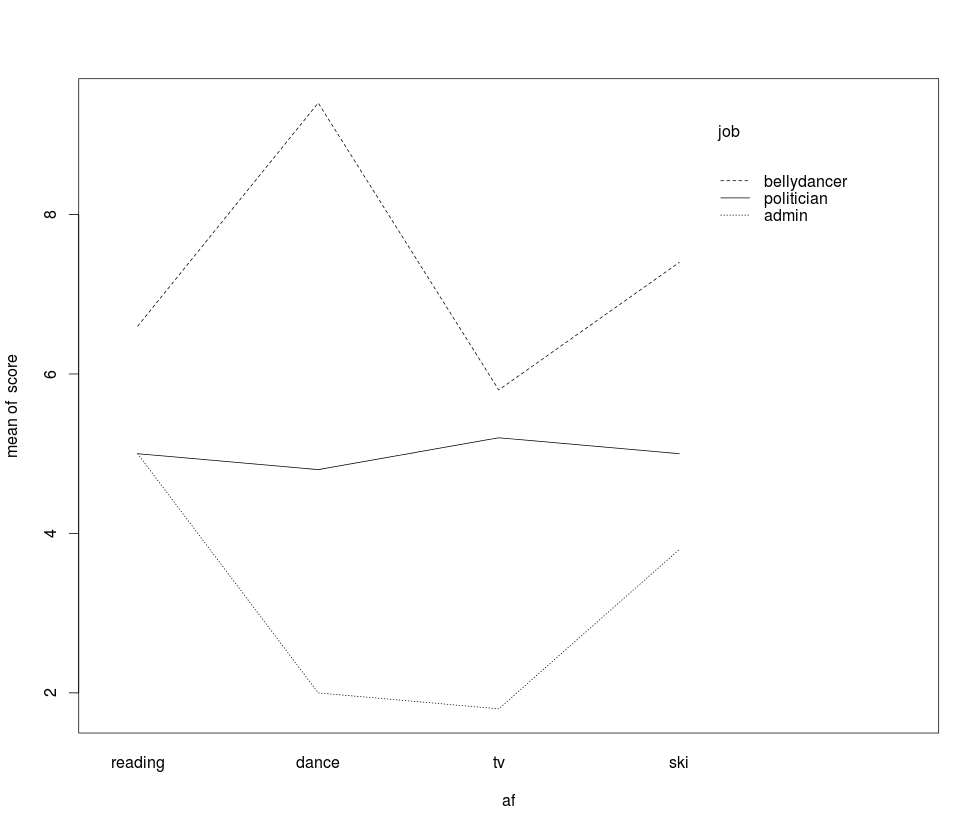 job
bellydancer
politician
admin
mean of score
8
6
4
2
reading dance tv ski
af